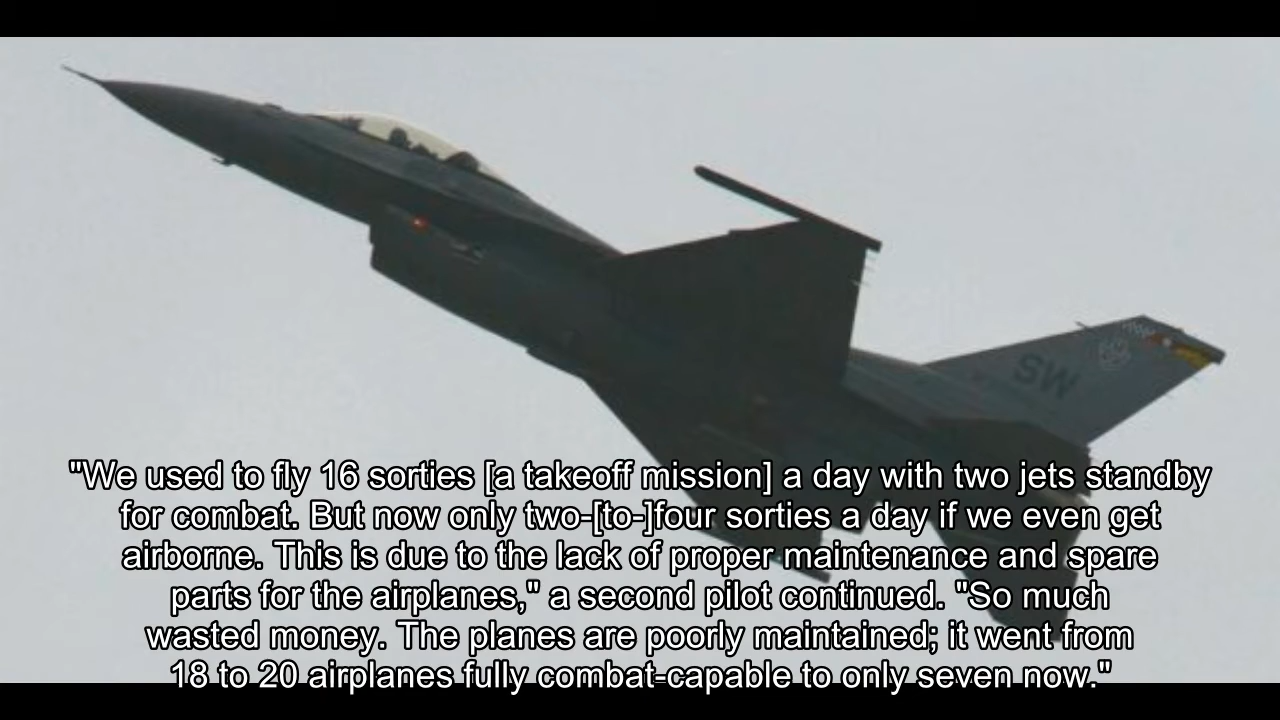 SW
"We used to fly 16 sorties [a takeoff mission] a day with two jets standby
for combat. But now only two-[to-]four sorties a day if we even get
airborne. This is due to the lack of proper maintenance and spare
parts for the airplanes," a second pilot continued. "So much
wasted money. The planes are poorly maintained; it went from
18 to 20 airplanes fully combat-capable to only seven now."